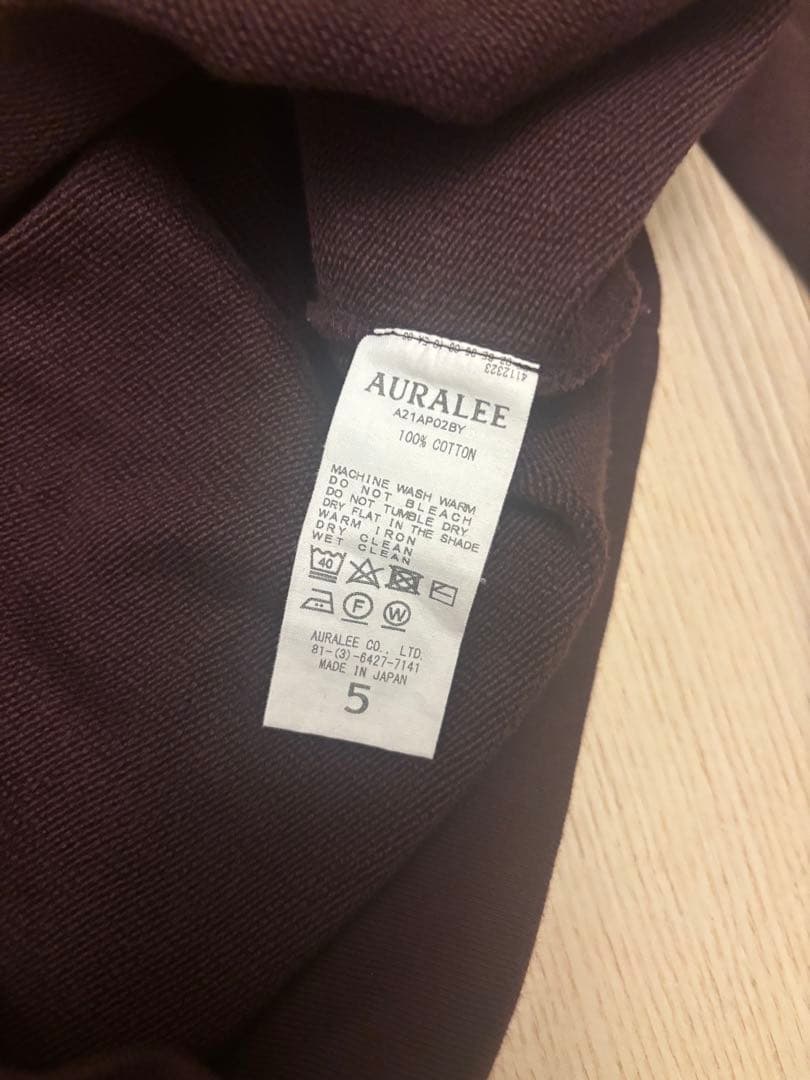 4112323
AURALEE
A21AP02BY
100% COTTON
MACHINE WASH WARM
DO NOT BLEACH
DO NOT TUMBLE DRY
DRY FLAT IN THE SHADE
WARM IRON
DRY CLEAN
WET CLEAN
40
F
W
AURALEE CO., LTD.
81-(3)-6427-7141
MADE IN JAPAN
5